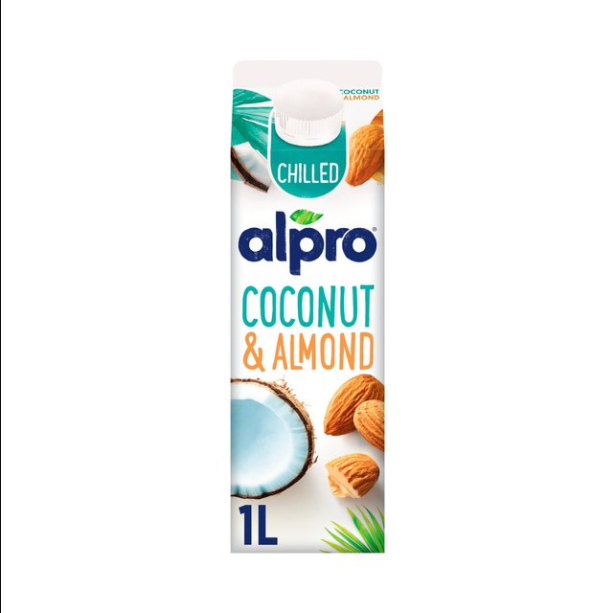 COCONUT
ALMOND
CHILLED
alpro
COCONUT
& ALMOND
1L